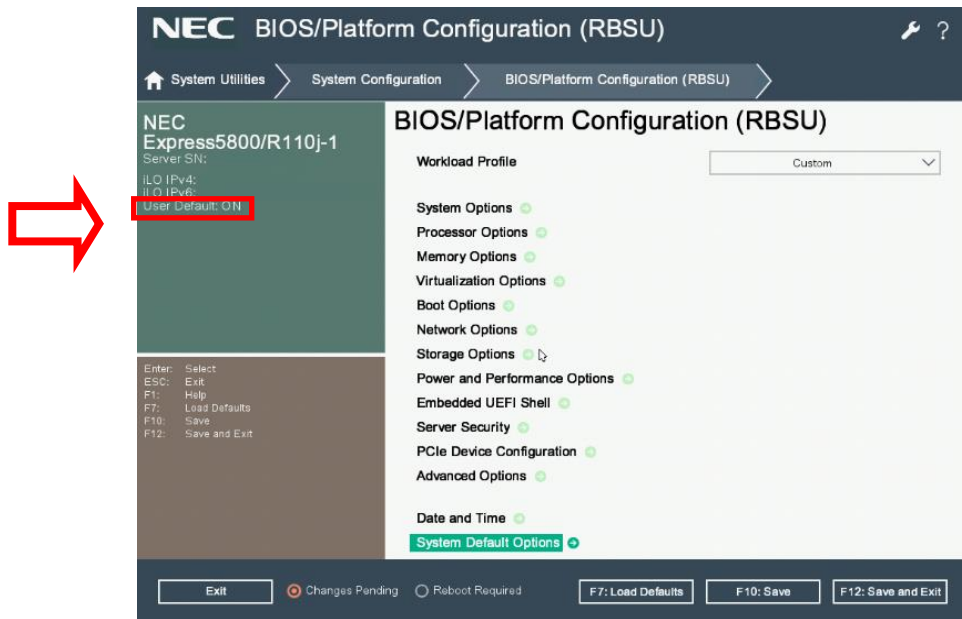 NEC BIOS/Platform Configuration (RBSU)
?
System Utilities
System Configuration
BIOS/Platform Configuration (RBSU)
NEC
Express5800/R110j-1
Server SN:
iLO IPv4:
iLO IPv6:
User Default: ON
Enter: Select
ESC: Exit
F1: Help
F7: Load Defaults
F10: Save
F12: Save and Exit
BIOS/Platform Configuration (RBSU)
Workload Profile
Custom
System Options
Processor Options
Memory Options
Virtualization Options
Boot Options
Network Options
Storage Options
Power and Performance Options
Embedded UEFI Shell
Server Security
PCIe Device Configuration
Advanced Options
Date and Time
System Default Options
Exit
Changes Pending
Reboot Required
F7: Load Defaults
F10: Save
F12: Save and Exit